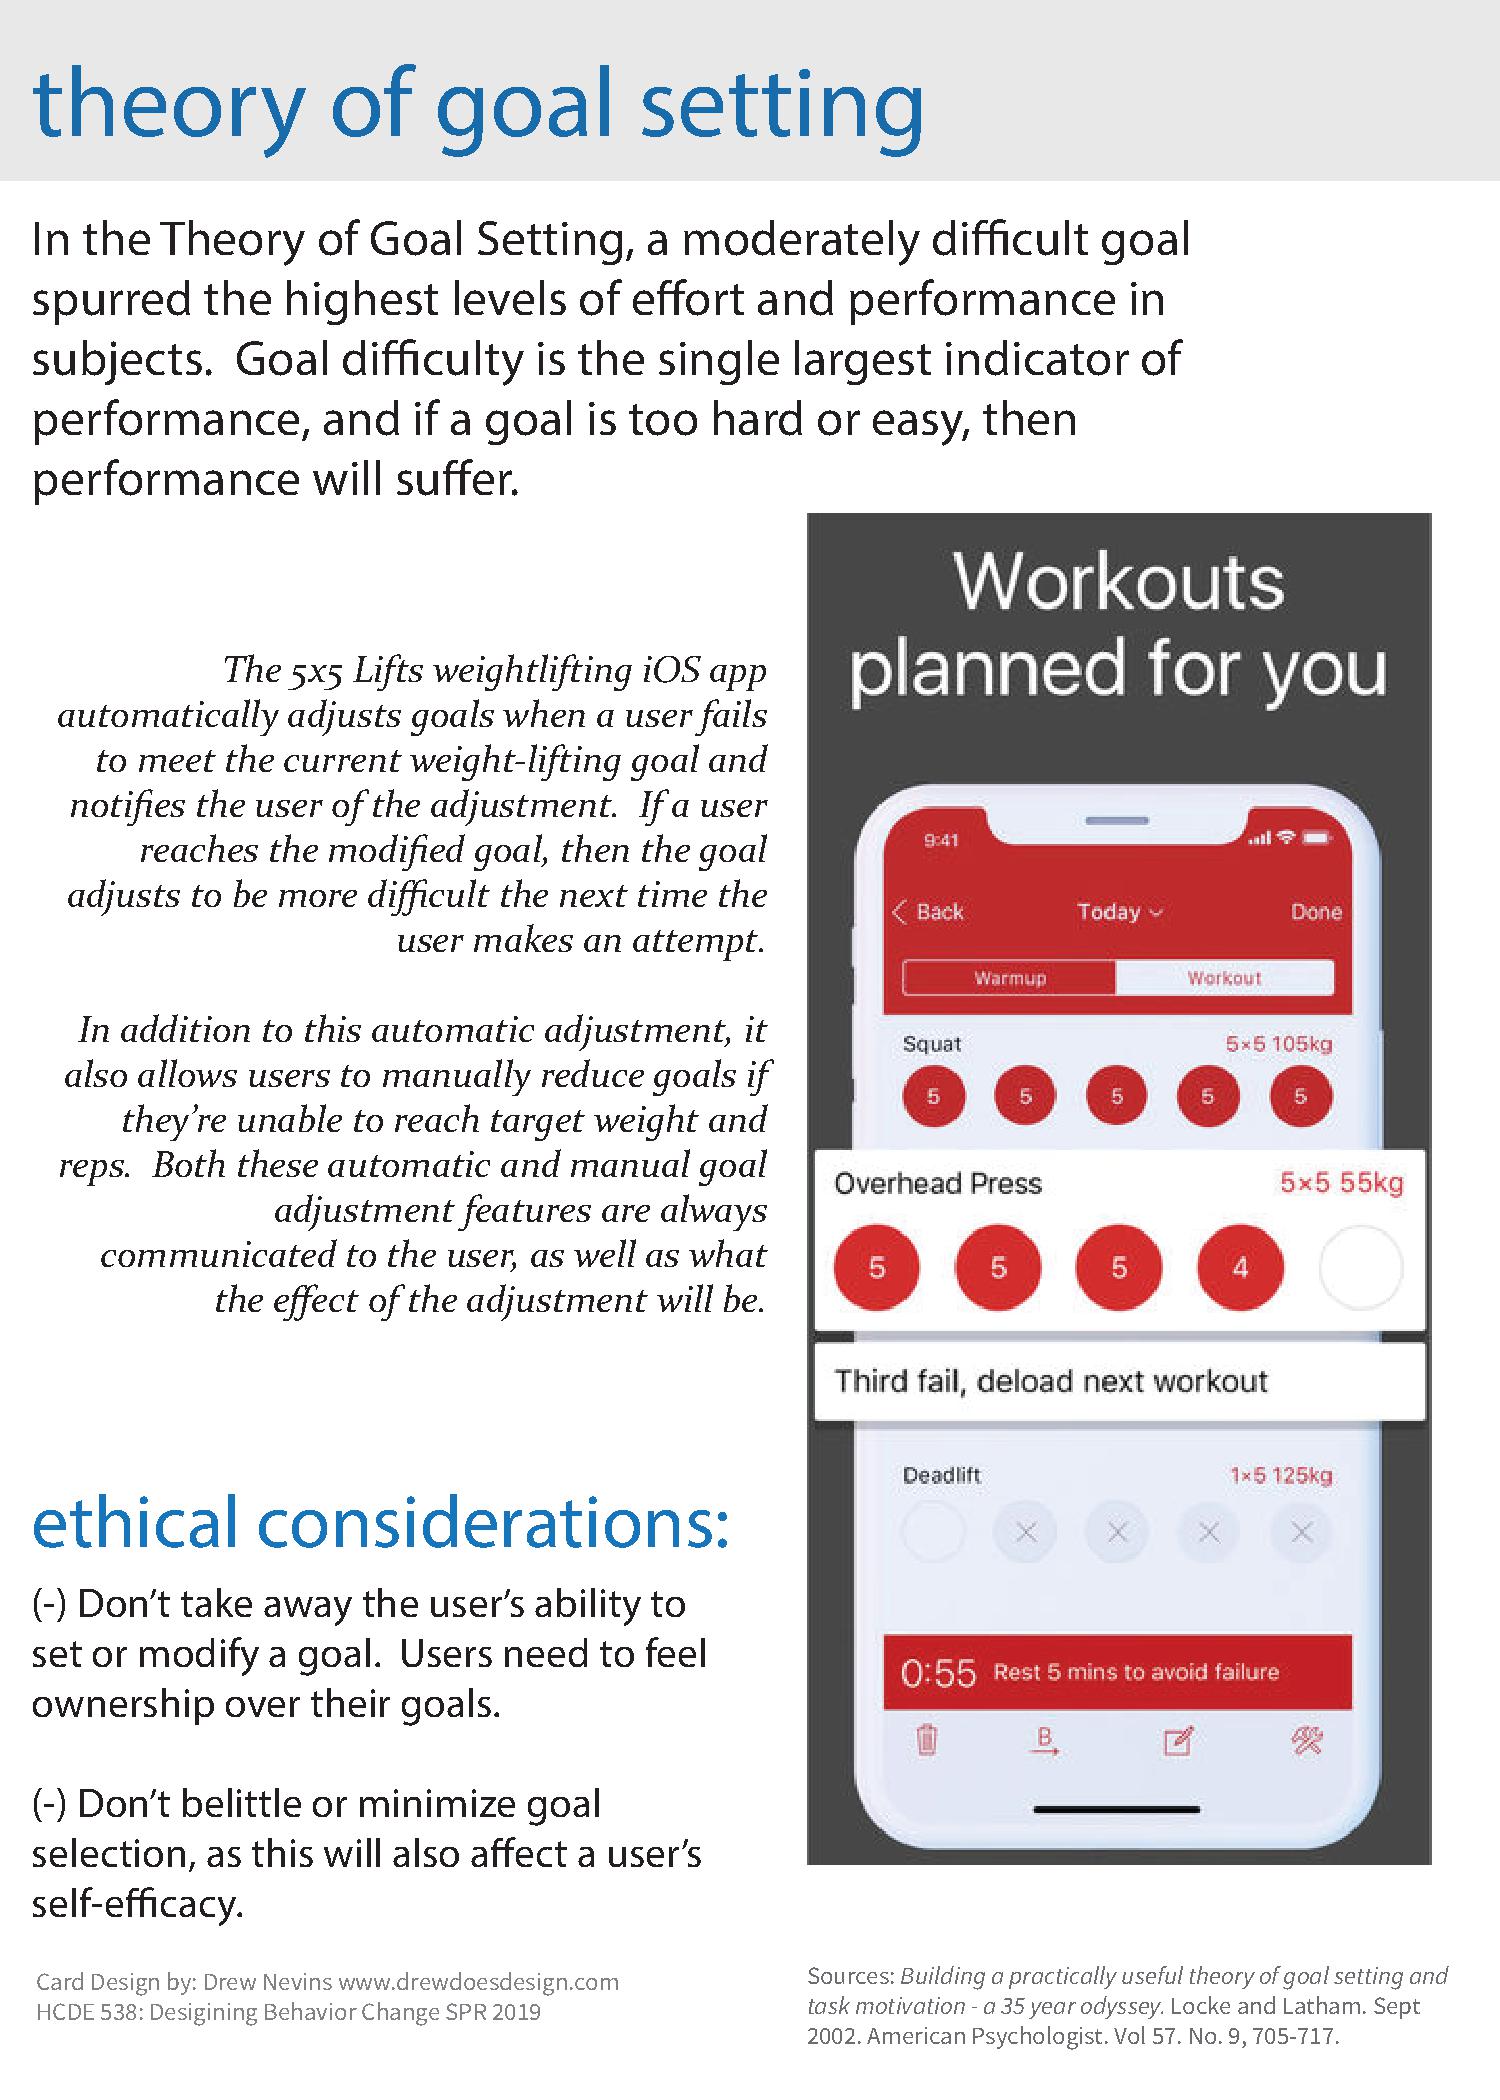 theory of goal setting
In the Theory of Goal Setting, a moderately difficult goal
spurred the highest levels of effort and performance in
subjects.  Goal difficulty is the single largest indicator of
performance, and if a goal is too hard or easy, then
performance will suffer.
The 5x5 Lifts weightlifting iOS app
automatically adjusts goals when a user fails
to meet the current weight-lifting goal and
notifies the user of the adjustment.  If a user
reaches the modified goal, then the goal
adjusts to be more difficult the next time the
user makes an attempt.
In addition to this automatic adjustment, it
also allows users to manually reduce goals if
they're unable to reach target weight and
reps.  Both these automatic and manual goal
adjustment features are always
communicated to the user, as well as what
the effect of the adjustment will be.
Workouts
planned for you
9:41
Back Today Done
Warmup Workout
Squat 5×5 105kg
5 5 5 5 5
Overhead Press 5×5 55kg
5 5 5 4
Third fail, deload next workout
Deadlift 1×5 125kg
0:55 Rest 5 mins to avoid failure
B
ethical considerations:
(-) Don't take away the user's ability to
set or modify a goal.  Users need to feel
ownership over their goals.
(-) Don't belittle or minimize goal
selection, as this will also affect a user's
self-efficacy.
Card Design by: Drew Nevins www.drewdoesdesign.com
HCDE 538: Desigining Behavior Change SPR 2019
Sources: Building a practically useful theory of goal setting and
task motivation - a 35 year odyssey. Locke and Latham. Sept
2002. American Psychologist. Vol 57. No. 9, 705-717.